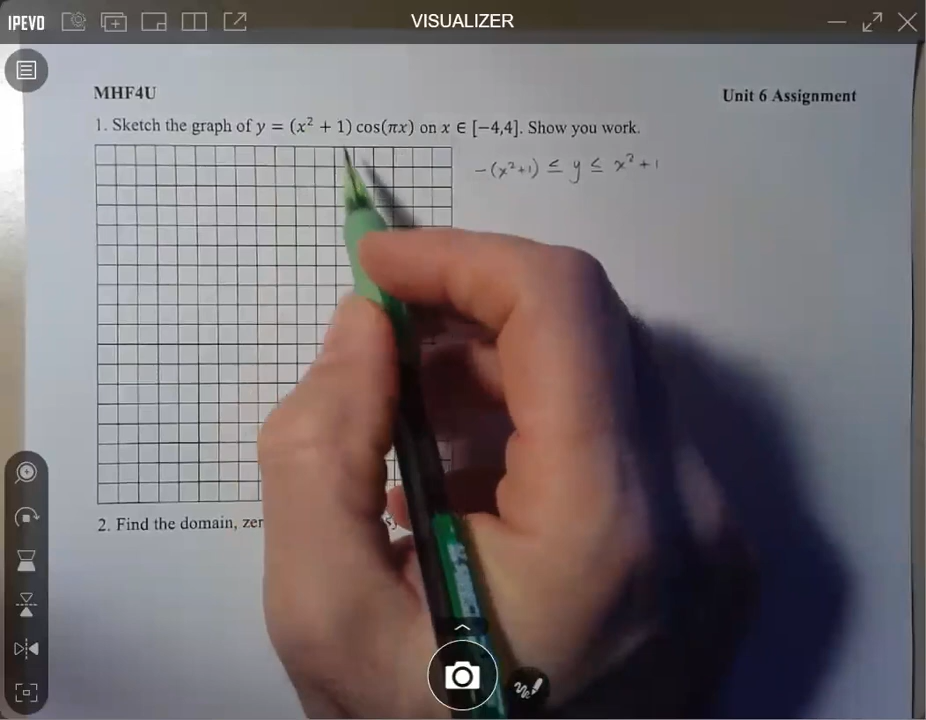 IPEVO
VISUALIZER
MHF4U
Unit 6 Assignment
1. Sketch the graph of y = (x² + 1) cos(πx) on x ∈ [−4,4]. Show you work.
-(x²+1) ≤ y ≤ x²+1
2. Find the domain,